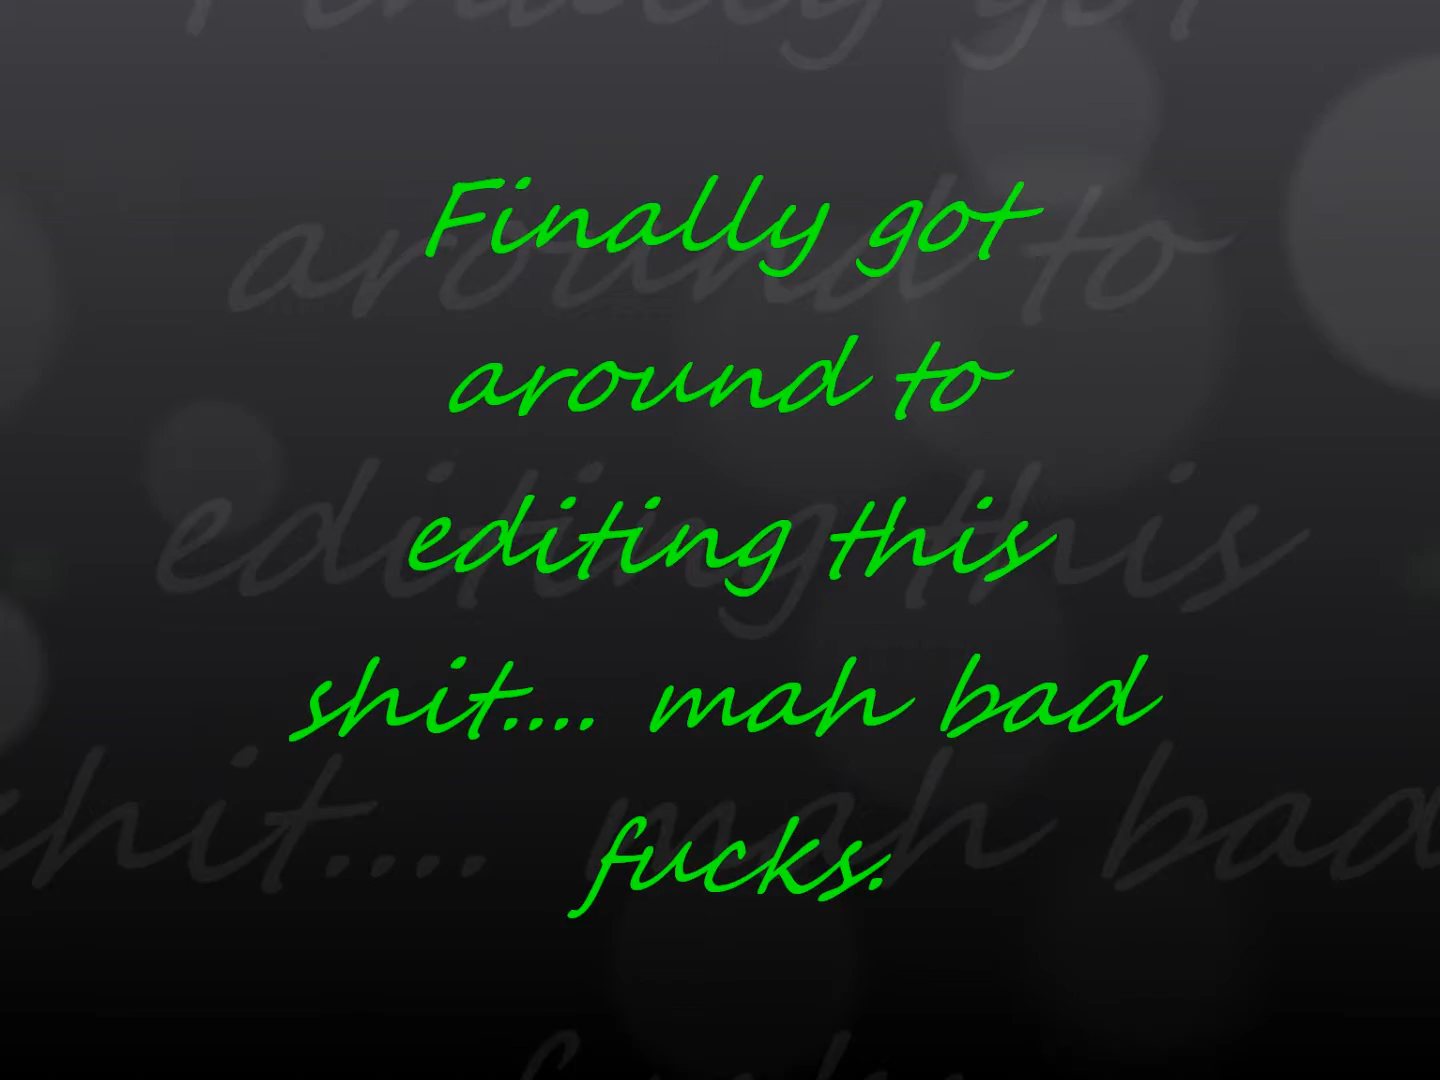 Finally got
around to
editing this
shit.... mah bad
fucks.